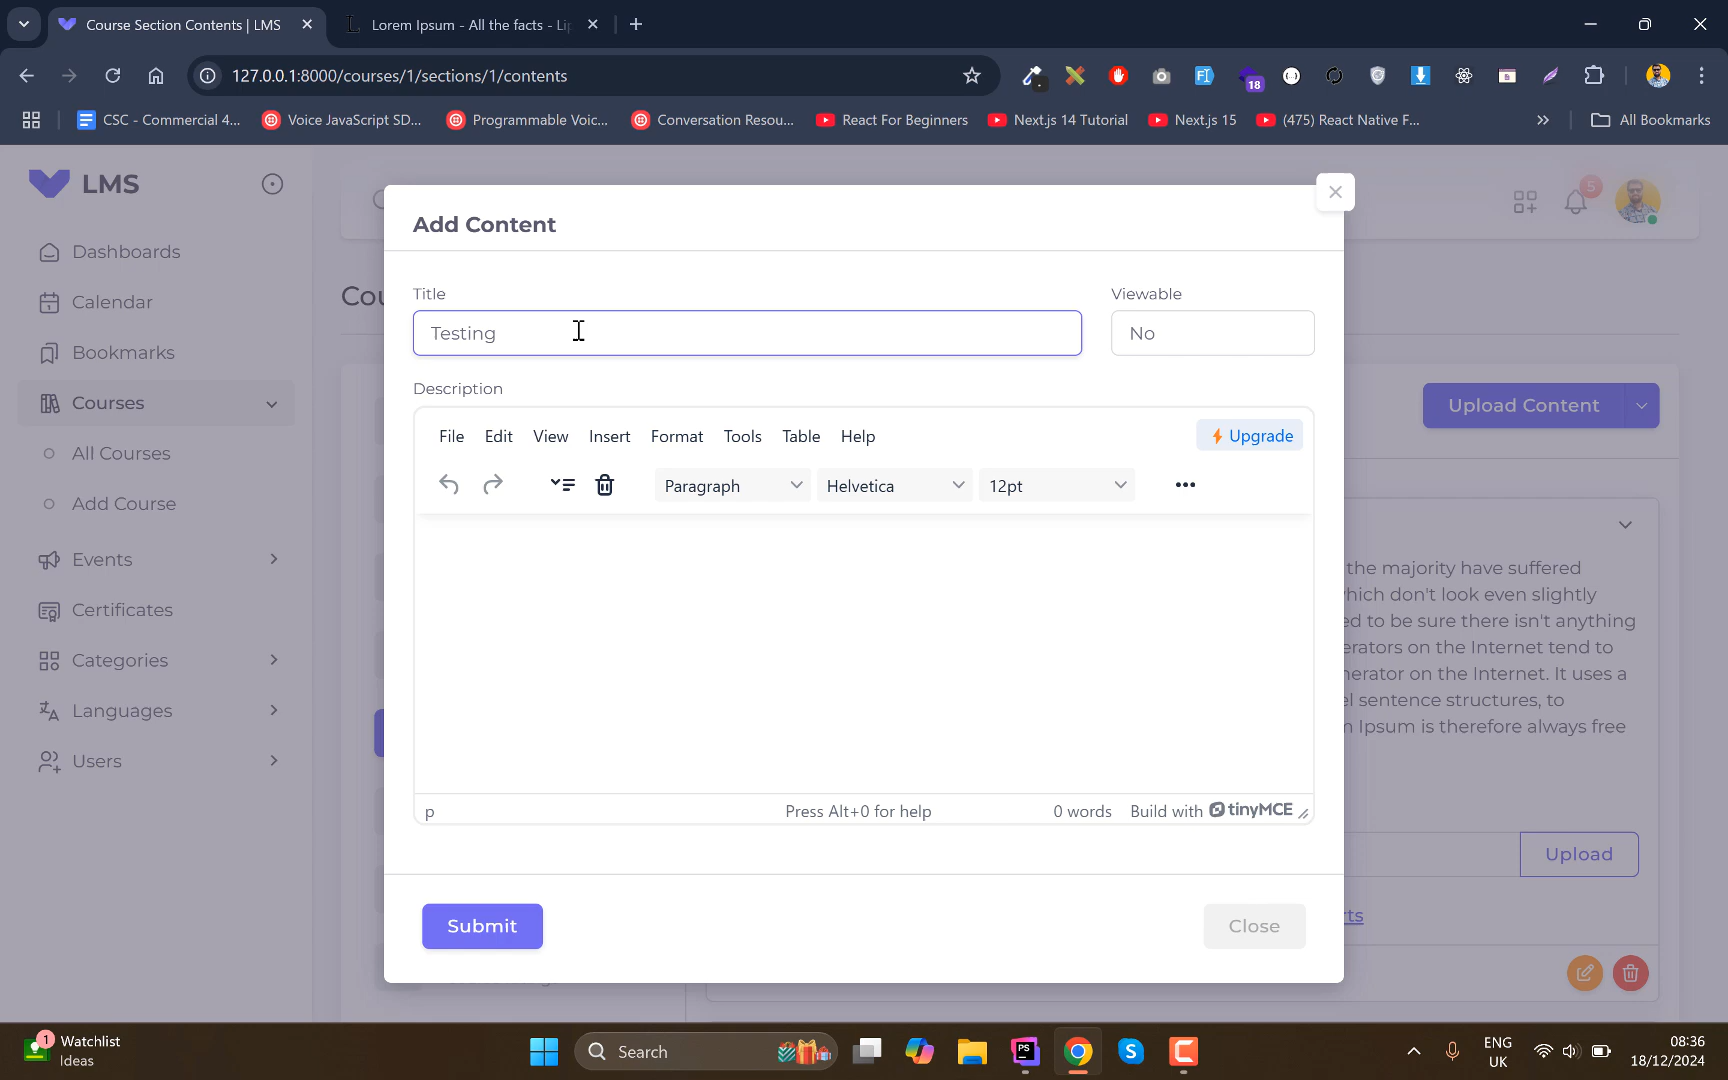 Course Section Contents | LMS
Lorem Ipsum - All the facts - Li
127.0.0.1:8000/courses/1/sections/1/contents
18
CSC - Commercial 4...
Voice JavaScript SD...
Programmable Voic...
Conversation Resou...
React For Beginners
Next.js 14 Tutorial
Next.js 15
(475) React Native F...
All Bookmarks
LMS
Dashboards
Calendar
Bookmarks
Courses
All Courses
Add Course
Events
Certificates
Categories
Languages
Users
5
Add Content
Title
Viewable
Testing
No
Description
File Edit View Insert Format Tools Table Help
Upgrade
Paragraph
Helvetica
12pt
p
Press Alt+0 for help
0 words
Build with tinyMCE
Submit
Close
Cou
Upload Content
the majority have suffered
which don't look even slightly
ed to be sure there isn't anything
erators on the Internet tend to
nerator on the Internet. It uses a
el sentence structures, to
m Ipsum is therefore always free
Upload
rts
1
Watchlist
Ideas
Search
PS
ENG
UK
08:36
18/12/2024